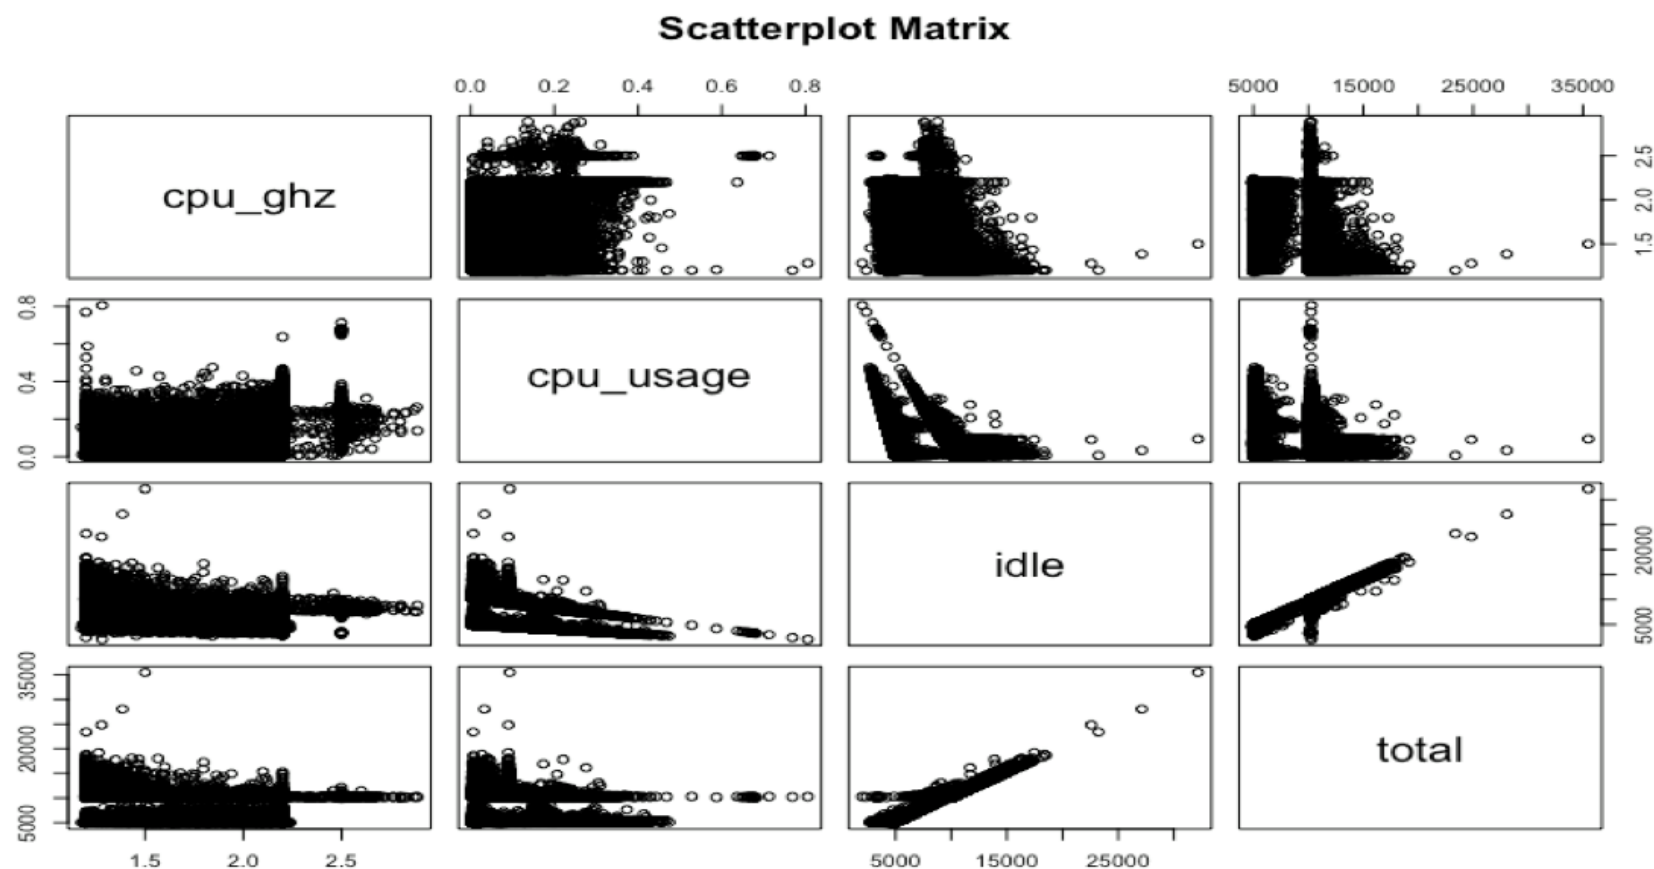 Scatterplot Matrix
0.0 0.2 0.4 0.6 0.8
5000 15000 25000 35000
cpu_ghz
1.5 2.0 2.5
0.0 0.4 0.8
cpu_usage
idle
5000 20000
5000 20000 35000
total
1.5 2.0 2.5
5000 15000 25000